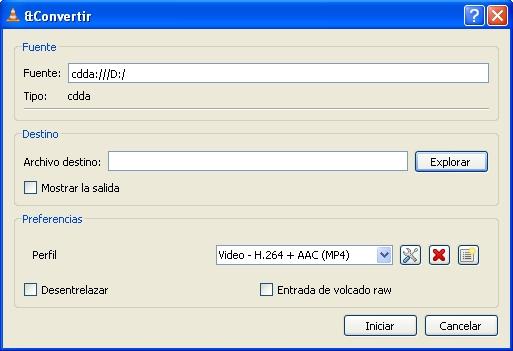 &Convertir
Fuente
Fuente: cdda:///D:/
Tipo: cdda
Destino
Archivo destino: Explorar
Mostrar la salida
Preferencias
Perfil Video - H.264 + AAC (MP4)
Desentrelazar Entrada de volcado raw
Iniciar Cancelar